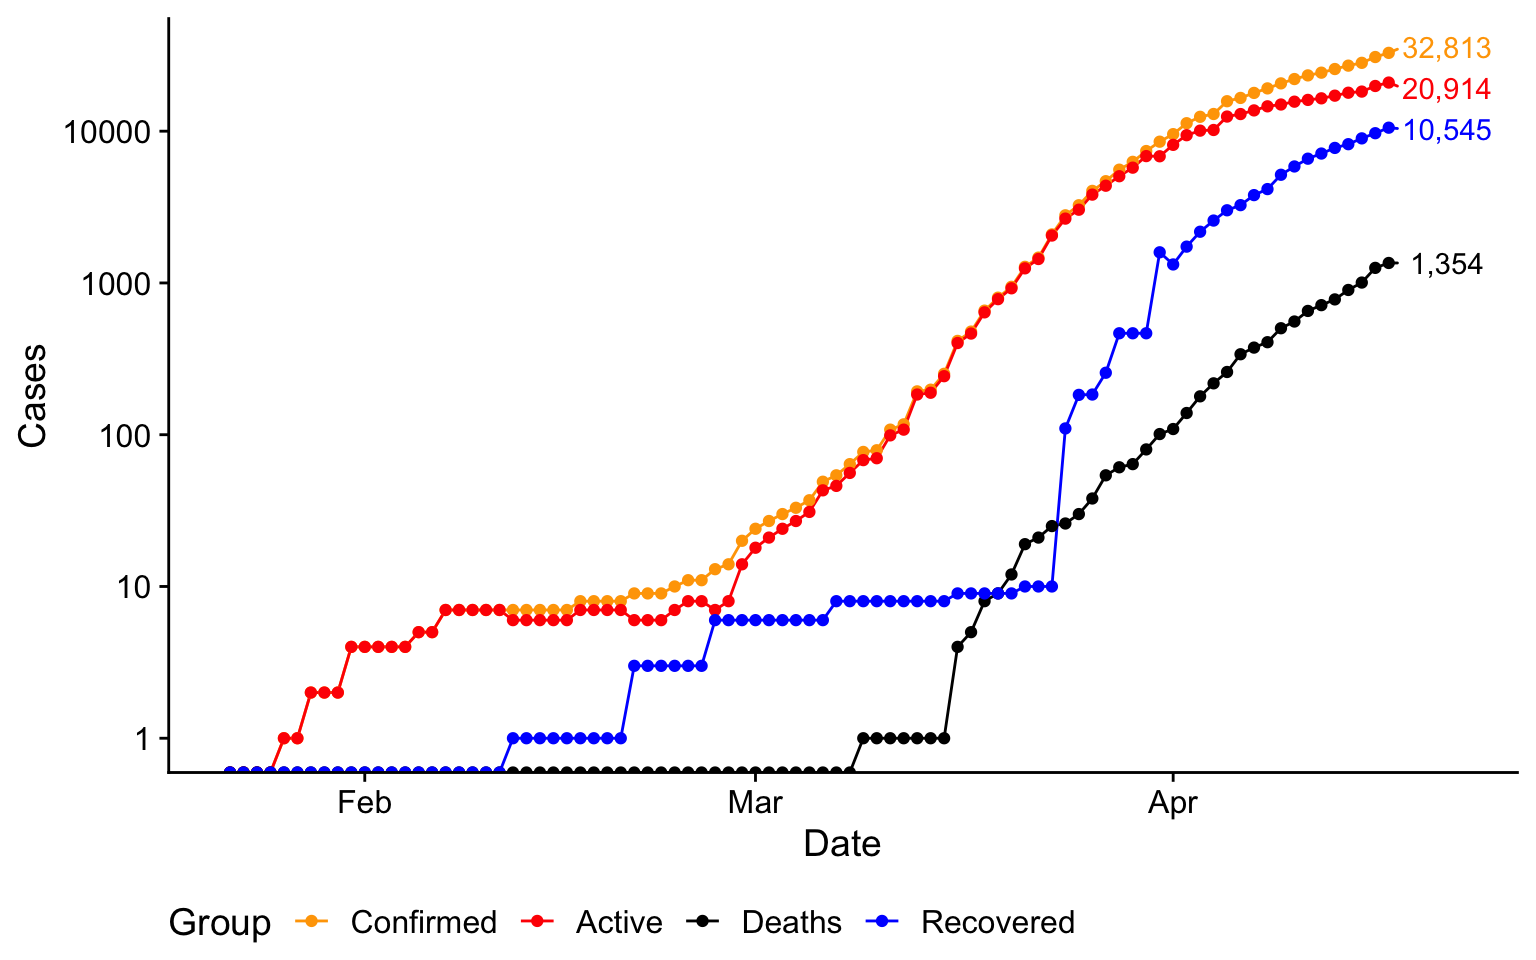 32,813
20,914
10,545
1,354
10000
1000
100
10
1
Cases
Feb Mar Apr
Date
Group Confirmed Active Deaths Recovered